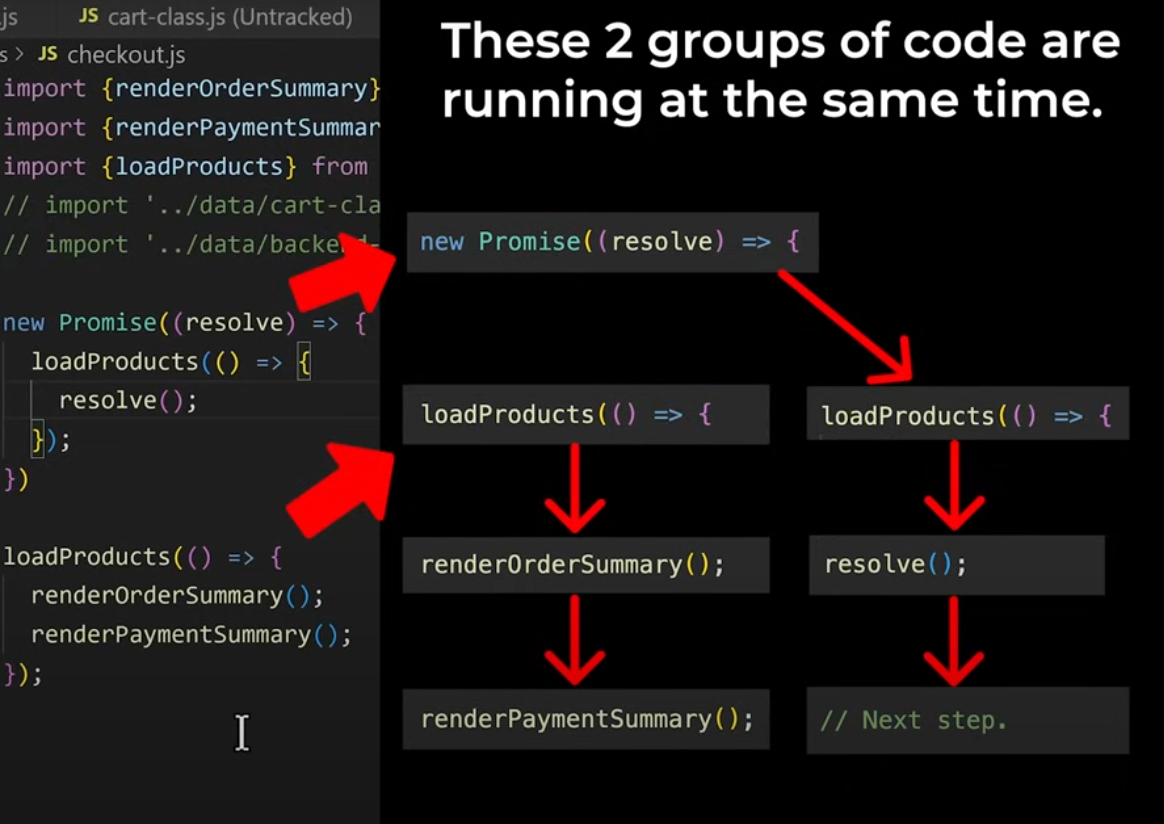 .js
JS cart-class.js (Untracked)
s > JS checkout.js
import {renderOrderSummary}
import {renderPaymentSummar
import {loadProducts} from
// import '../data/cart-cla
// import '../data/backend-
new Promise((resolve) => {
loadProducts(() => {
resolve();
});
})
loadProducts(() => {
renderOrderSummary();
renderPaymentSummary();
});
These 2 groups of code are
running at the same time.
new Promise((resolve) => {
loadProducts(() => {
renderOrderSummary();
renderPaymentSummary();
loadProducts(() => {
resolve();
// Next step.